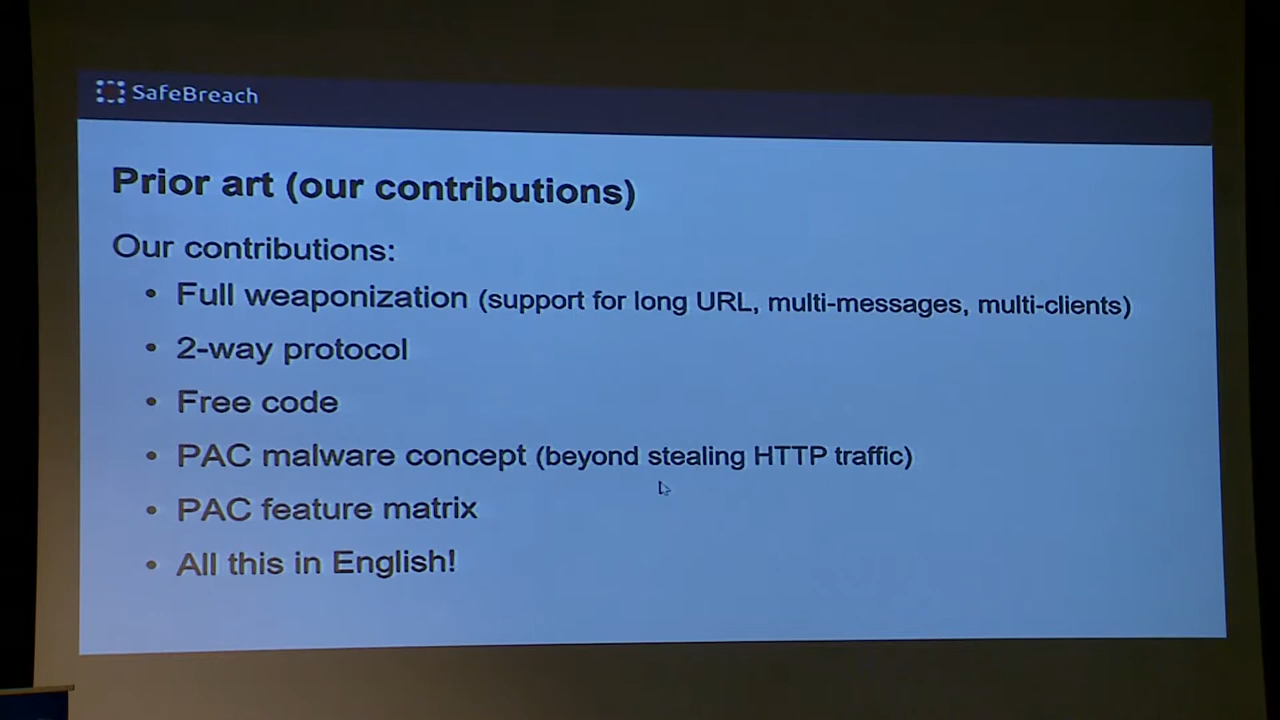 SafeBreach
Prior art (our contributions)
Our contributions:
• Full weaponization (support for long URL, multi-messages, multi-clients)
• 2-way protocol
• Free code
• PAC malware concept (beyond stealing HTTP traffic)
• PAC feature matrix
• All this in English!